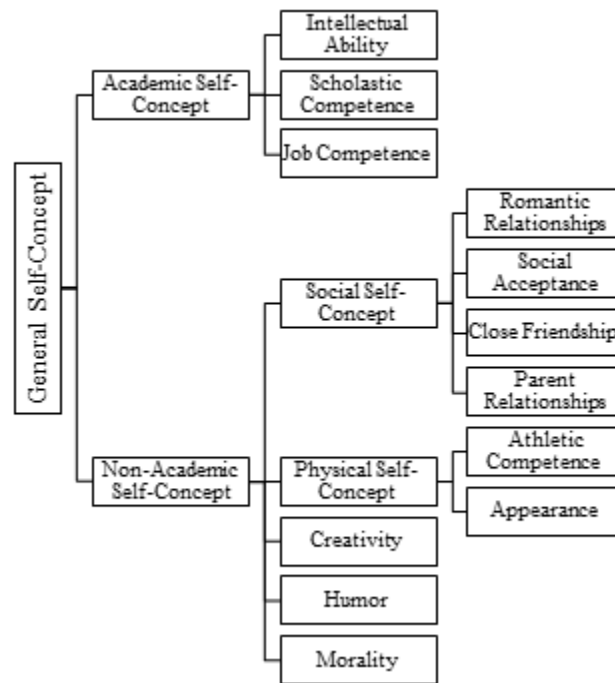 General Self-Concept
Academic Self-
Concept
Intellectual
Ability
Scholastic
Competence
Job Competence
Non-Academic
Self-Concept
Social Self-
Concept
Romantic
Relationships
Social
Acceptance
Close Friendship
Parent
Relationships
Physical Self-
Concept
Athletic
Competence
Appearance
Creativity
Humor
Morality